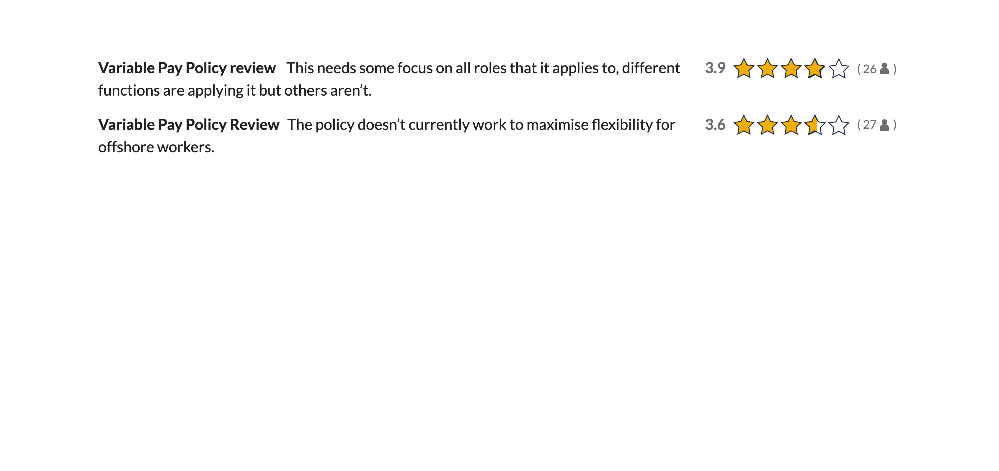 Variable Pay Policy review This needs some focus on all roles that it applies to, different 3.9 ( 26 )
functions are applying it but others aren’t.
Variable Pay Policy Review The policy doesn’t currently work to maximise flexibility for 3.6 ( 27 )
offshore workers.